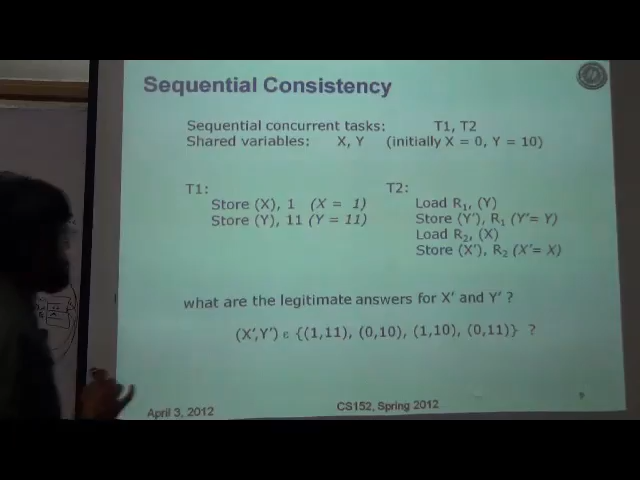 Sequential Consistency
Sequential concurrent tasks: T1, T2
Shared variables: X, Y (initially X = 0, Y = 10)
T1:
Store (X), 1 (X = 1)
Store (Y), 11 (Y = 11)
T2:
Load R1, (Y)
Store (Y'), R1 (Y'= Y)
Load R2, (X)
Store (X'), R2 (X'= X)
what are the legitimate answers for X' and Y' ?
(X',Y') ε {(1,11), (0,10), (1,10), (0,11)} ?
April 3, 2012
CS152, Spring 2012
9